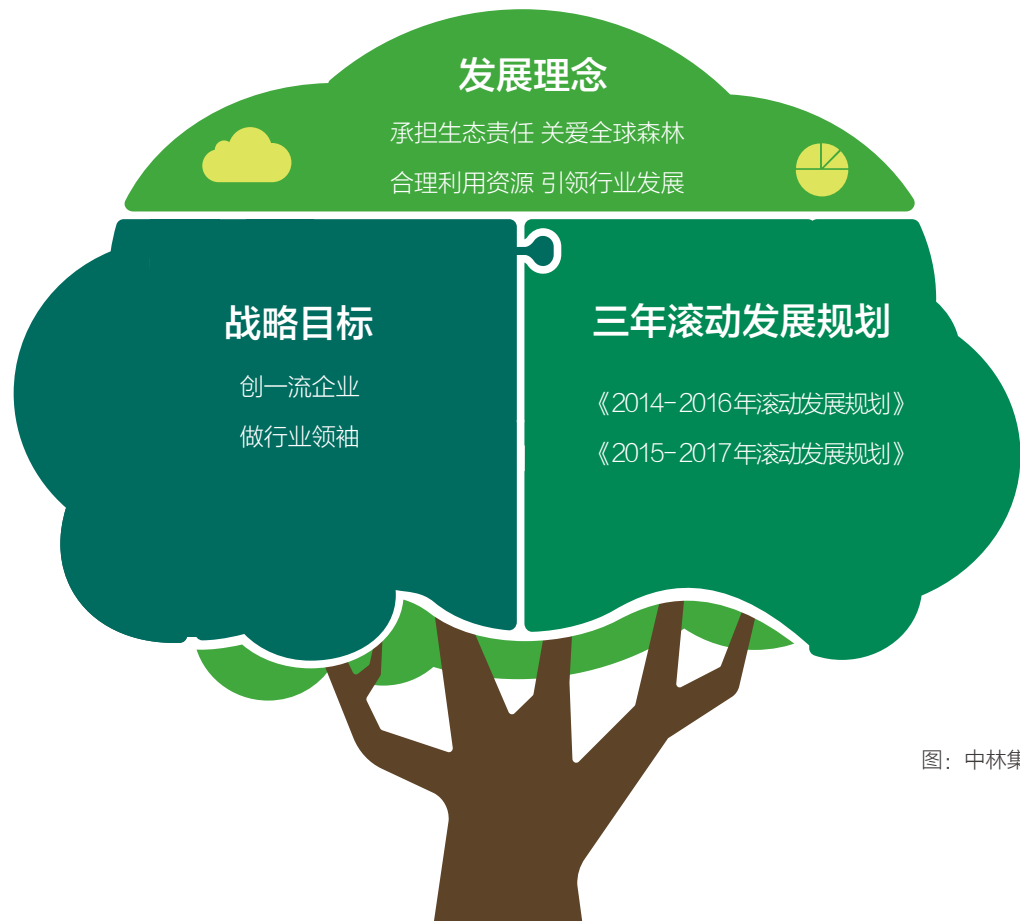 发展理念
承担生态责任 关爱全球森林
合理利用资源 引领行业发展
战略目标
创一流企业
做行业领袖
三年滚动发展规划
《2014-2016年滚动发展规划》
《2015-2017年滚动发展规划》
图：中林集